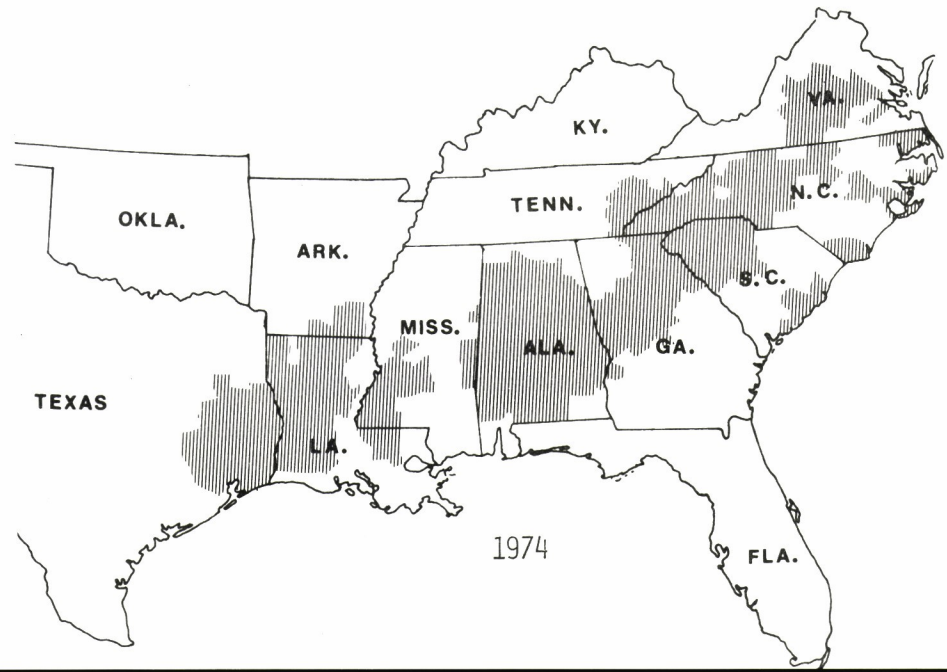 VA.
KY.
N.C.
TENN.
OKLA.
ARK.
S.C.
MISS.
ALA.
GA.
TEXAS
LA.
1974
FLA.